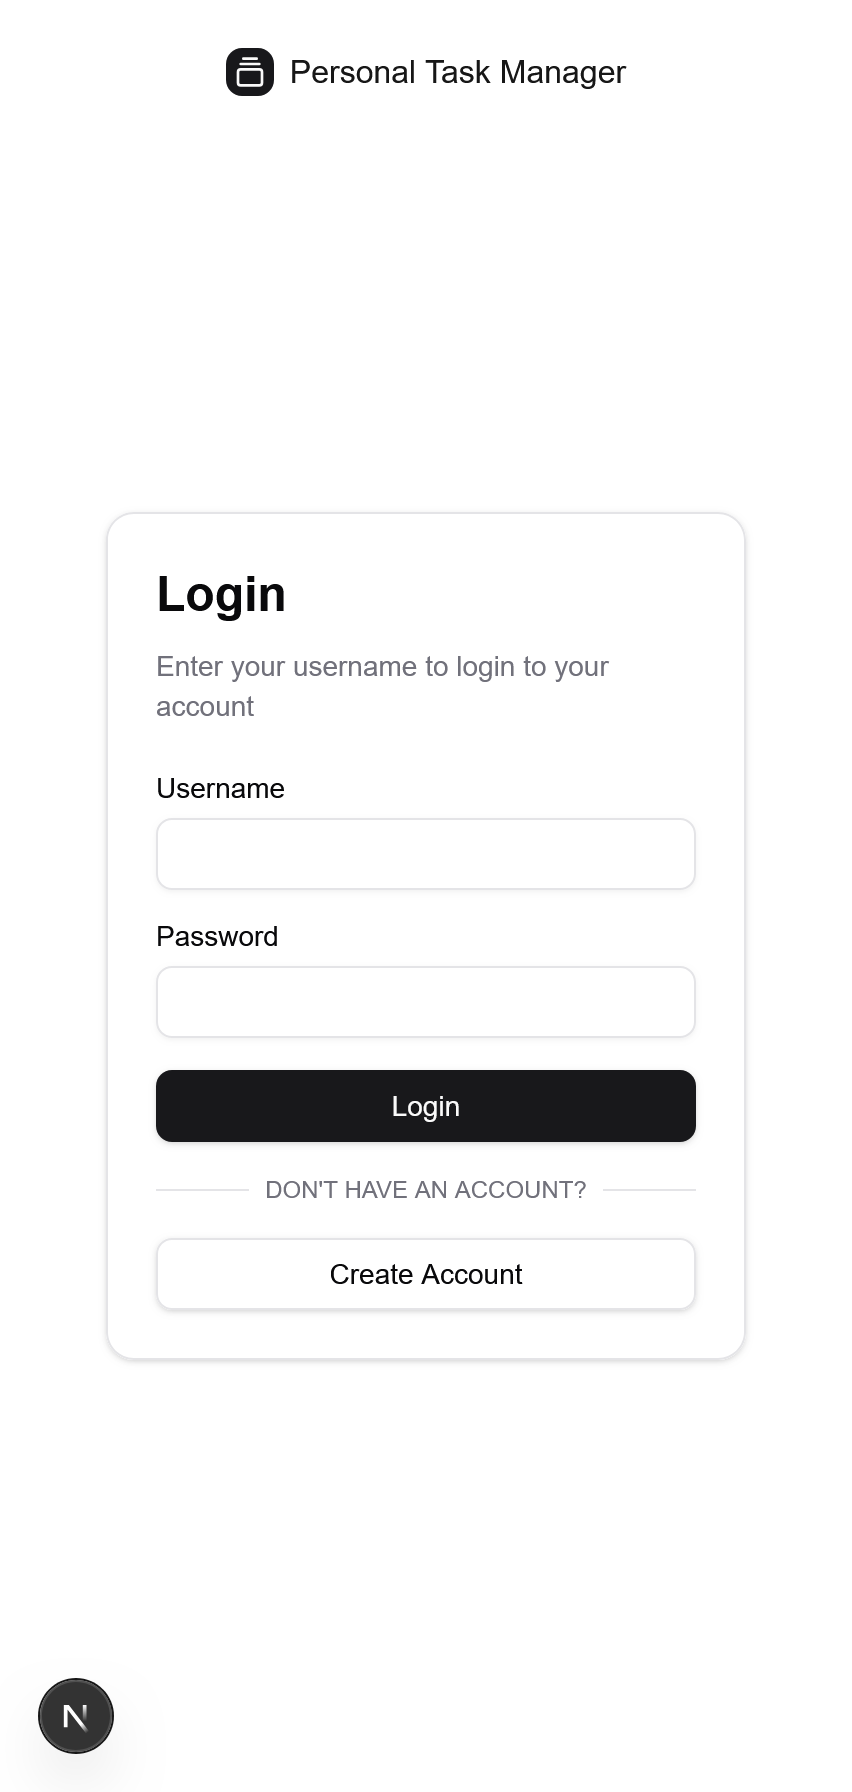 Personal Task Manager
Login
Enter your username to login to your
account
Username
Password
Login
DON'T HAVE AN ACCOUNT?
Create Account
N